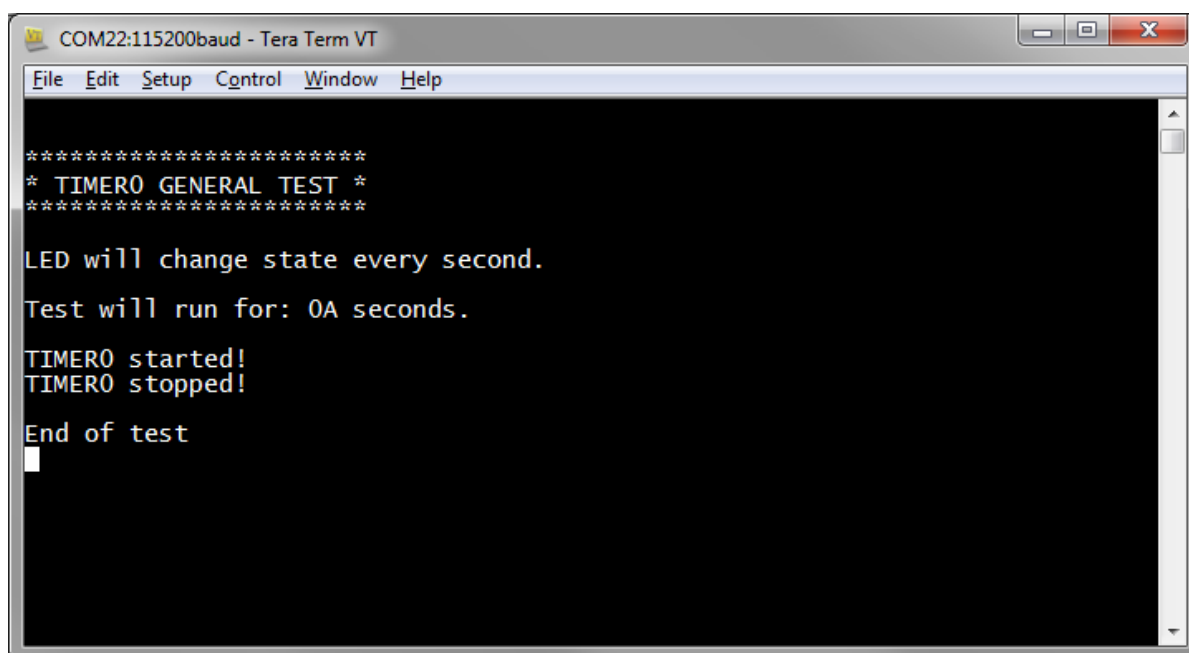 COM22:115200baud - Tera Term VT
File Edit Setup Control Window Help
***********************
* TIMER0 GENERAL TEST *
***********************
LED will change state every second.
Test will run for: 0A seconds.
TIMER0 started!
TIMER0 stopped!
End of test